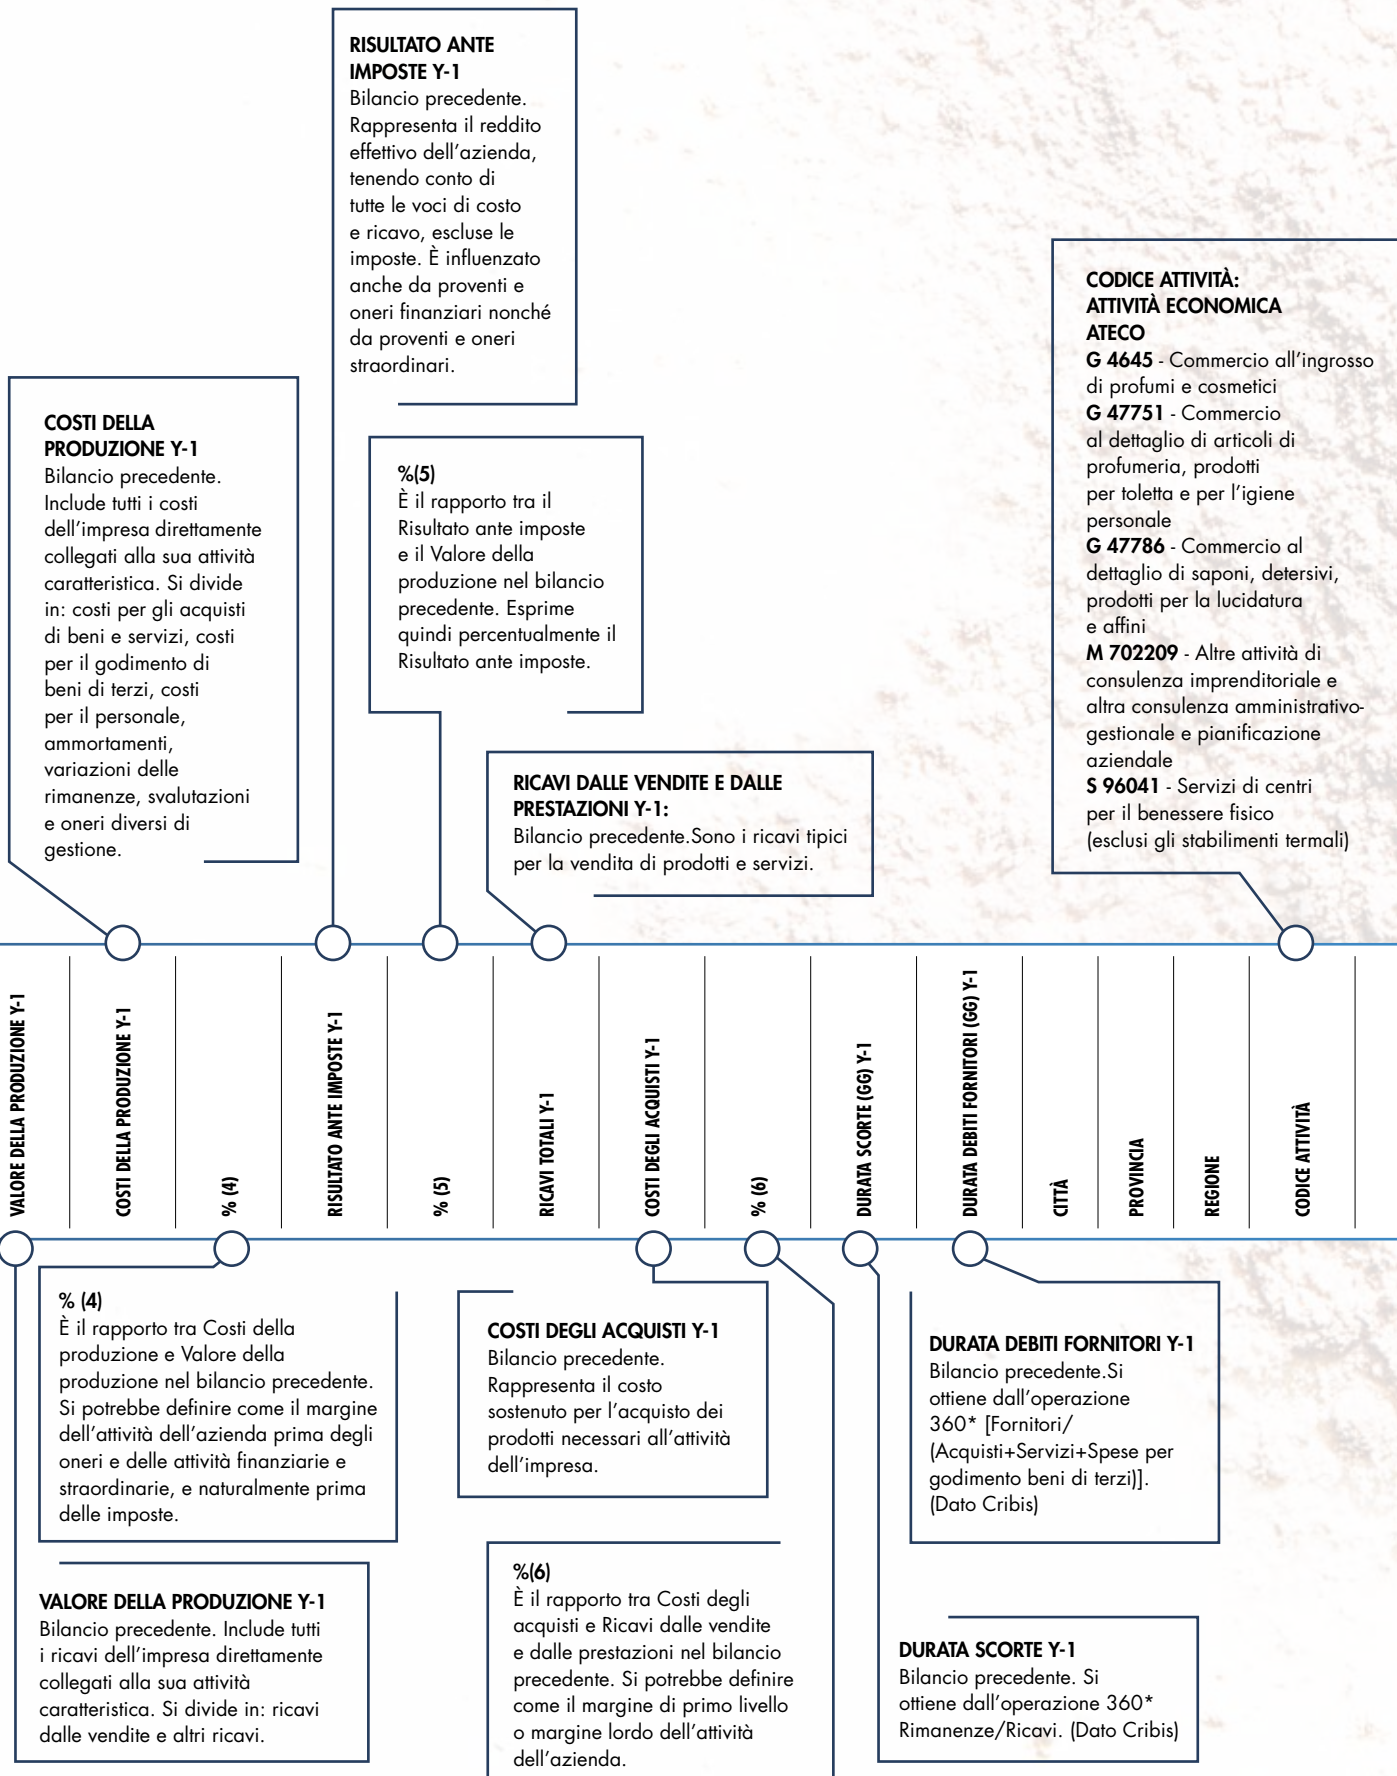 RISULTATO ANTE
IMPOSTE Y-1
Bilancio precedente.
Rappresenta il reddito
effettivo dell'azienda,
tenendo conto di
tutte le voci di costo
e ricavo, escluse le
imposte. È influenzato
anche da proventi e
oneri finanziari nonché
da proventi e oneri
straordinari.
CODICE ATTIVITÀ:
ATTIVITÀ ECONOMICA
ATECO
G 4645 - Commercio all'ingrosso
di profumi e cosmetici
G 47751 - Commercio
al dettaglio di articoli di
profumeria, prodotti
per toletta e per l'igiene
personale
G 47786 - Commercio al
dettaglio di saponi, detersivi,
prodotti per la lucidatura
e affini
M 702209 - Altre attività di
consulenza imprenditoriale e
altra consulenza amministrativo-
gestionale e pianificazione
aziendale
S 96041 - Servizi di centri
per il benessere fisico
(esclusi gli stabilimenti termali)
COSTI DELLA
PRODUZIONE Y-1
Bilancio precedente.
Include tutti i costi
dell'impresa direttamente
collegati alla sua attività
caratteristica. Si divide
in: costi per gli acquisti
di beni e servizi, costi
per il godimento di
beni di terzi, costi
per il personale,
ammortamenti,
variazioni delle
rimanenze, svalutazioni
e oneri diversi di
gestione.
%(5)
È il rapporto tra il
Risultato ante imposte
e il Valore della
produzione nel bilancio
precedente. Esprime
quindi percentualmente il
Risultato ante imposte.
RICAVI DALLE VENDITE E DALLE
PRESTAZIONI Y-1:
Bilancio precedente.Sono i ricavi tipici
per la vendita di prodotti e servizi.
VALORE DELLA PRODUZIONE Y-1
COSTI DELLA PRODUZIONE Y-1
% (4)
RISULTATO ANTE IMPOSTE Y-1
% (5)
RICAVI TOTALI Y-1
COSTI DEGLI ACQUISTI Y-1
% (6)
DURATA SCORTE (GG) Y-1
DURATA DEBITI FORNITORI (GG) Y-1
CITTÀ
PROVINCIA
REGIONE
CODICE ATTIVITÀ
% (4)
È il rapporto tra Costi della
produzione e Valore della
produzione nel bilancio precedente.
Si potrebbe definire come il margine
dell'attività dell'azienda prima degli
oneri e delle attività finanziarie e
straordinarie, e naturalmente prima
delle imposte.
COSTI DEGLI ACQUISTI Y-1
Bilancio precedente.
Rappresenta il costo
sostenuto per l'acquisto dei
prodotti necessari all'attività
dell'impresa.
DURATA DEBITI FORNITORI Y-1
Bilancio precedente.Si
ottiene dall'operazione
360* [Fornitori/
(Acquisti+Servizi+Spese per
godimento beni di terzi)].
(Dato Cribis)
VALORE DELLA PRODUZIONE Y-1
Bilancio precedente. Include tutti
i ricavi dell'impresa direttamente
collegati alla sua attività
caratteristica. Si divide in: ricavi
dalle vendite e altri ricavi.
%(6)
È il rapporto tra Costi degli
acquisti e Ricavi dalle vendite
e dalle prestazioni nel bilancio
precedente. Si potrebbe definire
come il margine di primo livello
o margine lordo dell'attività
dell'azienda.
DURATA SCORTE Y-1
Bilancio precedente. Si
ottiene dall'operazione 360*
Rimanenze/Ricavi. (Dato Cribis)